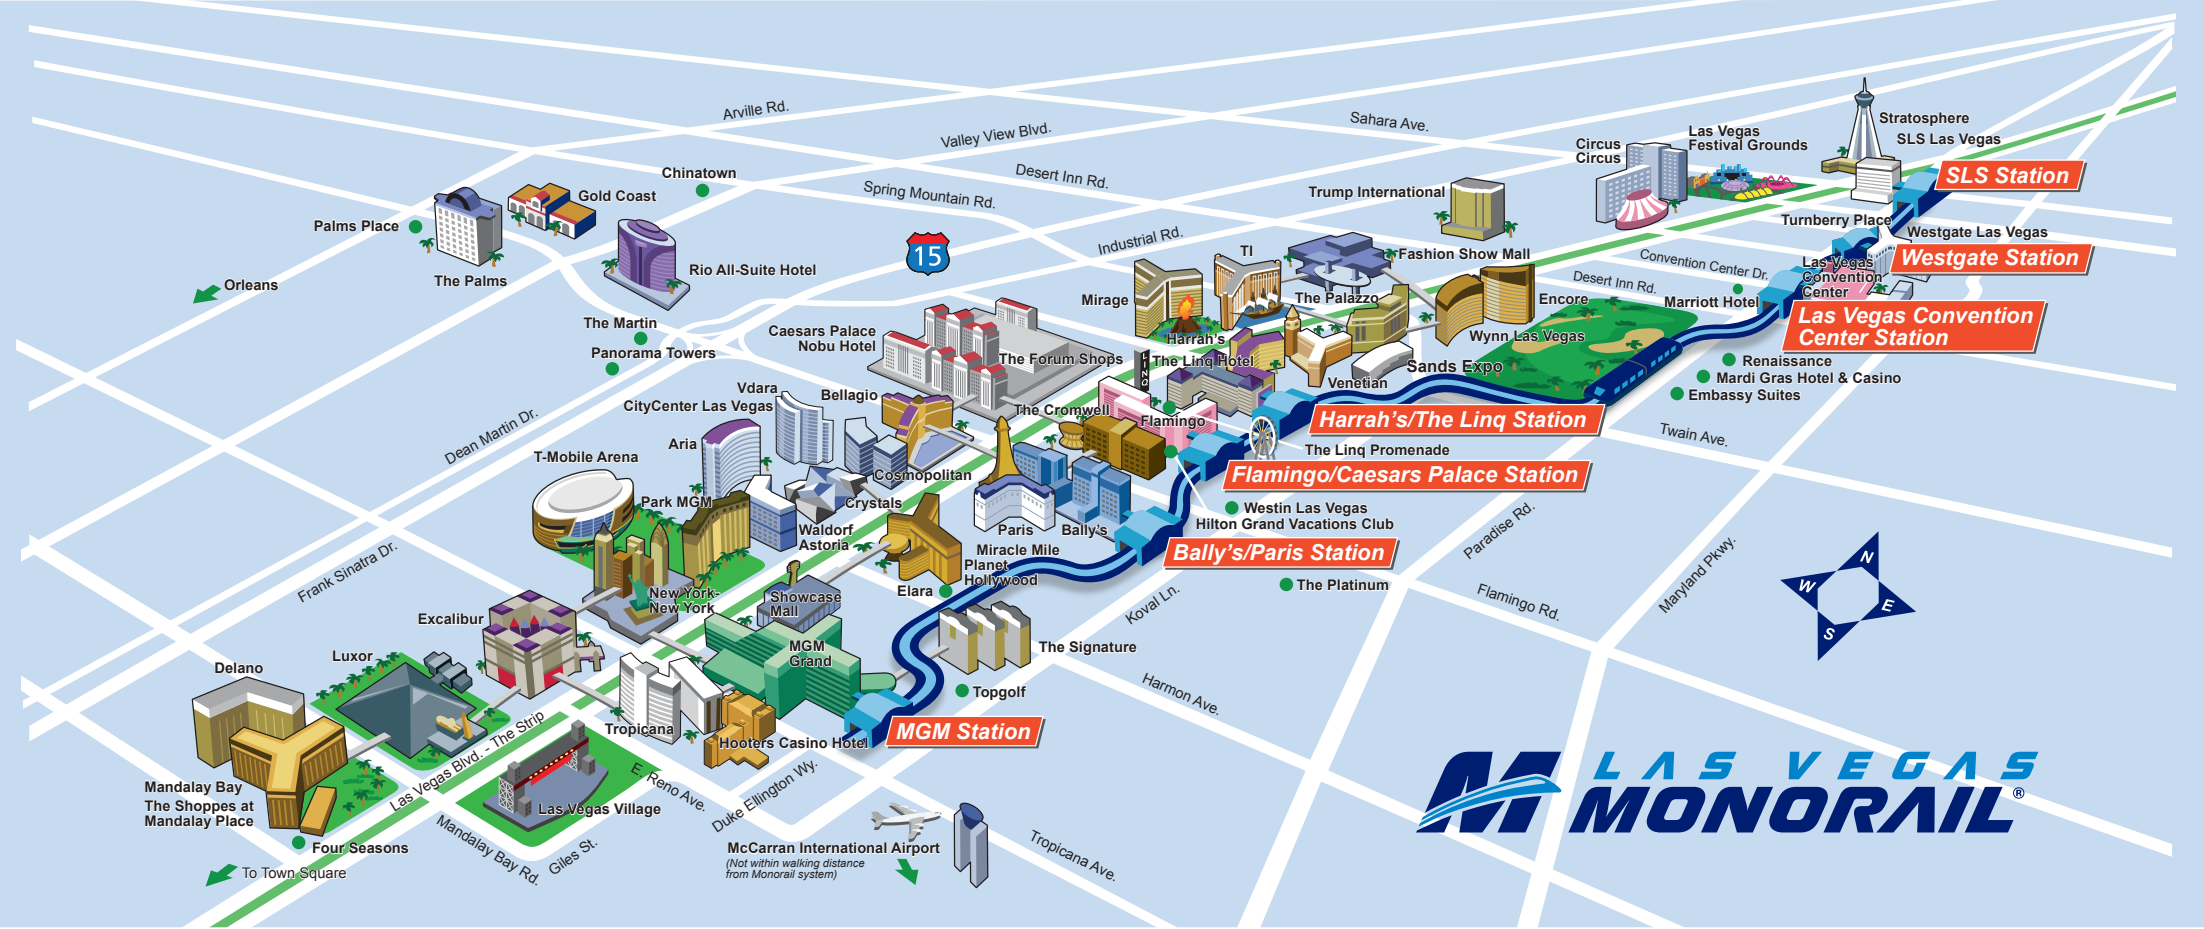 Arville Rd.
Valley View Blvd.
Sahara Ave.
Desert Inn Rd.
Spring Mountain Rd.
Industrial Rd.
Chinatown
Gold Coast
Palms Place
The Palms
Rio All-Suite Hotel
Orleans
15
The Martin
Panorama Towers
Trump International
Circus
Circus
Las Vegas
Festival Grounds
Stratosphere
SLS Las Vegas
SLS Station
Turnberry Place
Westgate Las Vegas
Westgate Station
Las Vegas
Convention
Center
Convention Center Dr.
Desert Inn Rd.
Marriott Hotel
Las Vegas Convention
Center Station
Renaissance
Mardi Gras Hotel & Casino
Embassy Suites
Fashion Show Mall
TI
Mirage
The Palazzo
Encore
Wynn Las Vegas
Harrah's
LINQ
The Linq Hotel
Sands Expo
Venetian
Caesars Palace
Nobu Hotel
The Forum Shops
Harrah's/The Linq Station
The Linq Promenade
The Cromwell
Flamingo
Flamingo/Caesars Palace Station
Westin Las Vegas
Hilton Grand Vacations Club
Bally's/Paris Station
The Platinum
Vdara
CityCenter Las Vegas
Bellagio
Aria
Cosmopolitan
Crystals
Waldorf
Astoria
Paris
Bally's
Miracle Mile
Planet
Hollywood
Elara
T-Mobile Arena
Park MGM
New York-
New York
Showcase
Mall
MGM
Grand
The Signature
Topgolf
MGM Station
Excalibur
Luxor
Delano
Tropicana
Hooters Casino Hotel
Mandalay Bay
The Shoppes at
Mandalay Place
Four Seasons
To Town Square
Las Vegas Village
Dean Martin Dr.
Frank Sinatra Dr.
Las Vegas Blvd. - The Strip
Mandalay Bay Rd.
Giles St.
E. Reno Ave.
Duke Ellington Wy.
Koval Ln.
Harmon Ave.
Tropicana Ave.
Paradise Rd.
Flamingo Rd.
Maryland Pkwy.
Twain Ave.
McCarran International Airport
(Not within walking distance
from Monorail system)
N
W
E
S
M LAS VEGAS
MONORAIL®